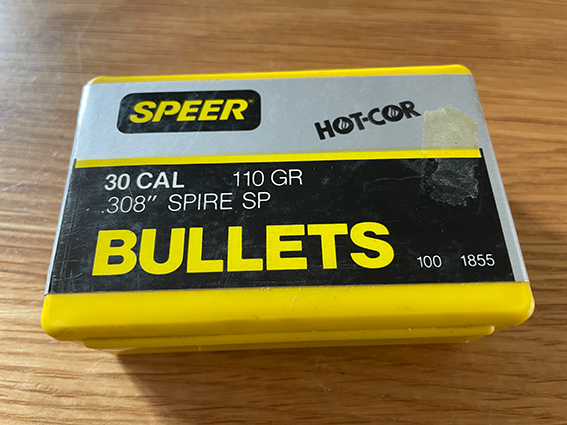 SPEER
HOT-COR
30 CAL 110 GR
.308" SPIRE SP
BULLETS 100 1855